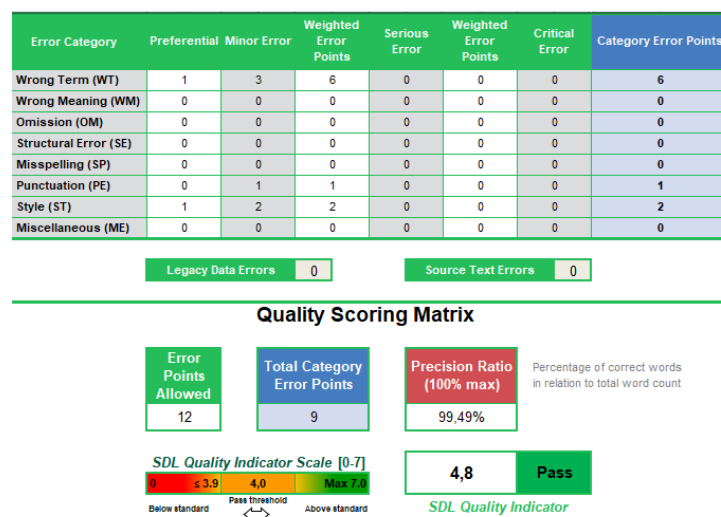 Error Category Preferential Minor Error Weighted Error Points Serious Error Weighted Error Points Critical Error Category Error Points
Wrong Term (WT) 1 3 6 0 0 0 6
Wrong Meaning (WM) 0 0 0 0 0 0 0
Omission (OM) 0 0 0 0 0 0 0
Structural Error (SE) 0 0 0 0 0 0 0
Misspelling (SP) 0 0 0 0 0 0 0
Punctuation (PE) 0 1 1 0 0 0 1
Style (ST) 1 2 2 0 0 0 2
Miscellaneous (ME) 0 0 0 0 0 0 0
Legacy Data Errors 0 Source Text Errors 0
Quality Scoring Matrix
Error Points Allowed
12
Total Category Error Points
9
Precision Ratio (100% max)
99,49%
Percentage of correct words
in relation to total word count
SDL Quality Indicator Scale [0-7]
0 ≤ 3.9 4,0 Max 7.0
Below standard Pass threshold Above standard
4,8 Pass
SDL Quality Indicator